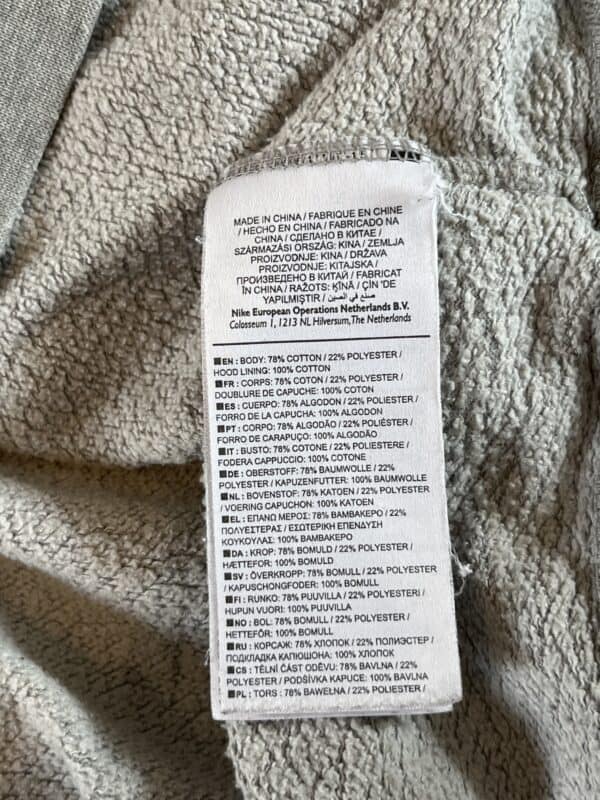 MADE IN CHINA / FABRIQUE EN CHINE
/ HECHO EN CHINA / FABRICADO NA
CHINA / СДЕЛАНО В КИТАЕ /
SZÁRMAZÁSI ORSZÁG: KINA / ZEMLJA
PROIZVODNJE: KINA / DRŽAVA
PROIZVODNJE: KITAJSKA /
ПРОИЗВЕДЕНО В КИТАЙ / FABRICAT
ÎN CHINA / RAŽOTS: ĶĪNĀ / ÇİN 'DE
YAPILMIŞTIR / صنع في الصين
Nike European Operations Netherlands B.V.
Colosseum 1, 1213 NL Hilversum, The Netherlands
EN : BODY: 78% COTTON / 22% POLYESTER /
HOOD LINING: 100% COTTON
FR : CORPS: 78% COTON / 22% POLYESTER /
DOUBLURE DE CAPUCHE: 100% COTON
ES : CUERPO: 78% ALGODON / 22% POLIESTER /
FORRO DE LA CAPUCHA: 100% ALGODON
PT : CORPO: 78% ALGODÃO / 22% POLIÉSTER /
FORRO DE CARAPUÇO: 100% ALGODÃO
IT : BUSTO: 78% COTONE / 22% POLIESTERE /
FODERA CAPPUCCIO: 100% COTONE
DE : OBERSTOFF: 78% BAUMWOLLE / 22%
POLYESTER / KAPUZENFUTTER: 100% BAUMWOLLE
NL : BOVENSTOF: 78% KATOEN / 22% POLYESTER
/ VOERING CAPUCHON: 100% KATOEN
EL : ΕΠΑΝΩ ΜΕΡΟΣ: 78% ΒΑΜΒΑΚΕΡΟ / 22%
ΠΟΛΥΕΣΤΕΡΑΣ / ΕΣΩΤΕΡΙΚΗ ΕΠΕΝΔΥΣΗ
ΚΟΥΚΟΥΛΑΣ: 100% ΒΑΜΒΑΚΕΡΟ
DA : KROP: 78% BOMULD / 22% POLYESTER /
HÆTTEFOR: 100% BOMULD
SV : ÖVERKROPP: 78% BOMULL / 22% POLYESTER
/ KAPUSCHONGFODER: 100% BOMULL
FI : RUNKO: 78% PUUVILLA / 22% POLYESTERI /
HUPUN VUORI: 100% PUUVILLA
NO : BOL: 78% BOMULL / 22% POLYESTER /
HETTEFÔR: 100% BOMULL
RU : КОРСАЖ: 78% ХЛОПОК / 22% ПОЛИЭСТЕР /
ПОДКЛАДКА КАПЮШОНА: 100% ХЛОПОК
CS : TĚLNÍ ČÁST ODĚVU: 78% BAVLNA / 22%
POLYESTER / PODŠÍVKA KAPUCE: 100% BAVLNA
PL : TORS : 78% BAWEŁNA / 22% POLIESTER /